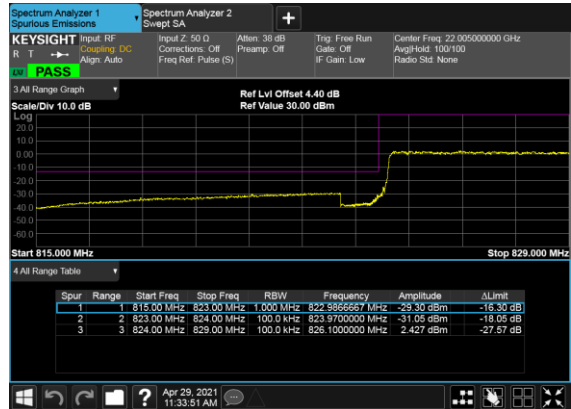 Spectrum Analyzer 1
Spurious Emissions
Spectrum Analyzer 2
Swept SA
KEYSIGHT
R T
LXI PASS
Input: RF
Coupling: DC
Align: Auto
Input Z: 50 Ω
Corrections: Off
Freq Ref: Pulse (S)
Atten: 38 dB
Preamp: Off
Trig: Free Run
Gate: Off
IF Gain: Low
Center Freq: 22.005000000 GHz
Avg|Hold: 100/100
Radio Std: None
3 All Range Graph
Ref Lvl Offset 4.40 dB
Scale/Div 10.0 dB Ref Value 30.00 dBm
Log
20.0
10.0
0.00
-10.0
-20.0
-30.0
-40.0
-50.0
-60.0
Start 815.000 MHz Stop 829.000 MHz
4 All Range Table
Spur Range Start Freq Stop Freq RBW Frequency Amplitude ΔLimit
1 1 815.00 MHz 823.00 MHz 1.000 MHz 822.9866667 MHz -29.30 dBm -16.30 dB
2 2 823.00 MHz 824.00 MHz 100.0 kHz 823.9700000 MHz -31.05 dBm -18.05 dB
3 3 824.00 MHz 829.00 MHz 100.0 kHz 826.1000000 MHz 2.427 dBm -27.57 dB
?
Apr 29, 2021
11:33:51 AM